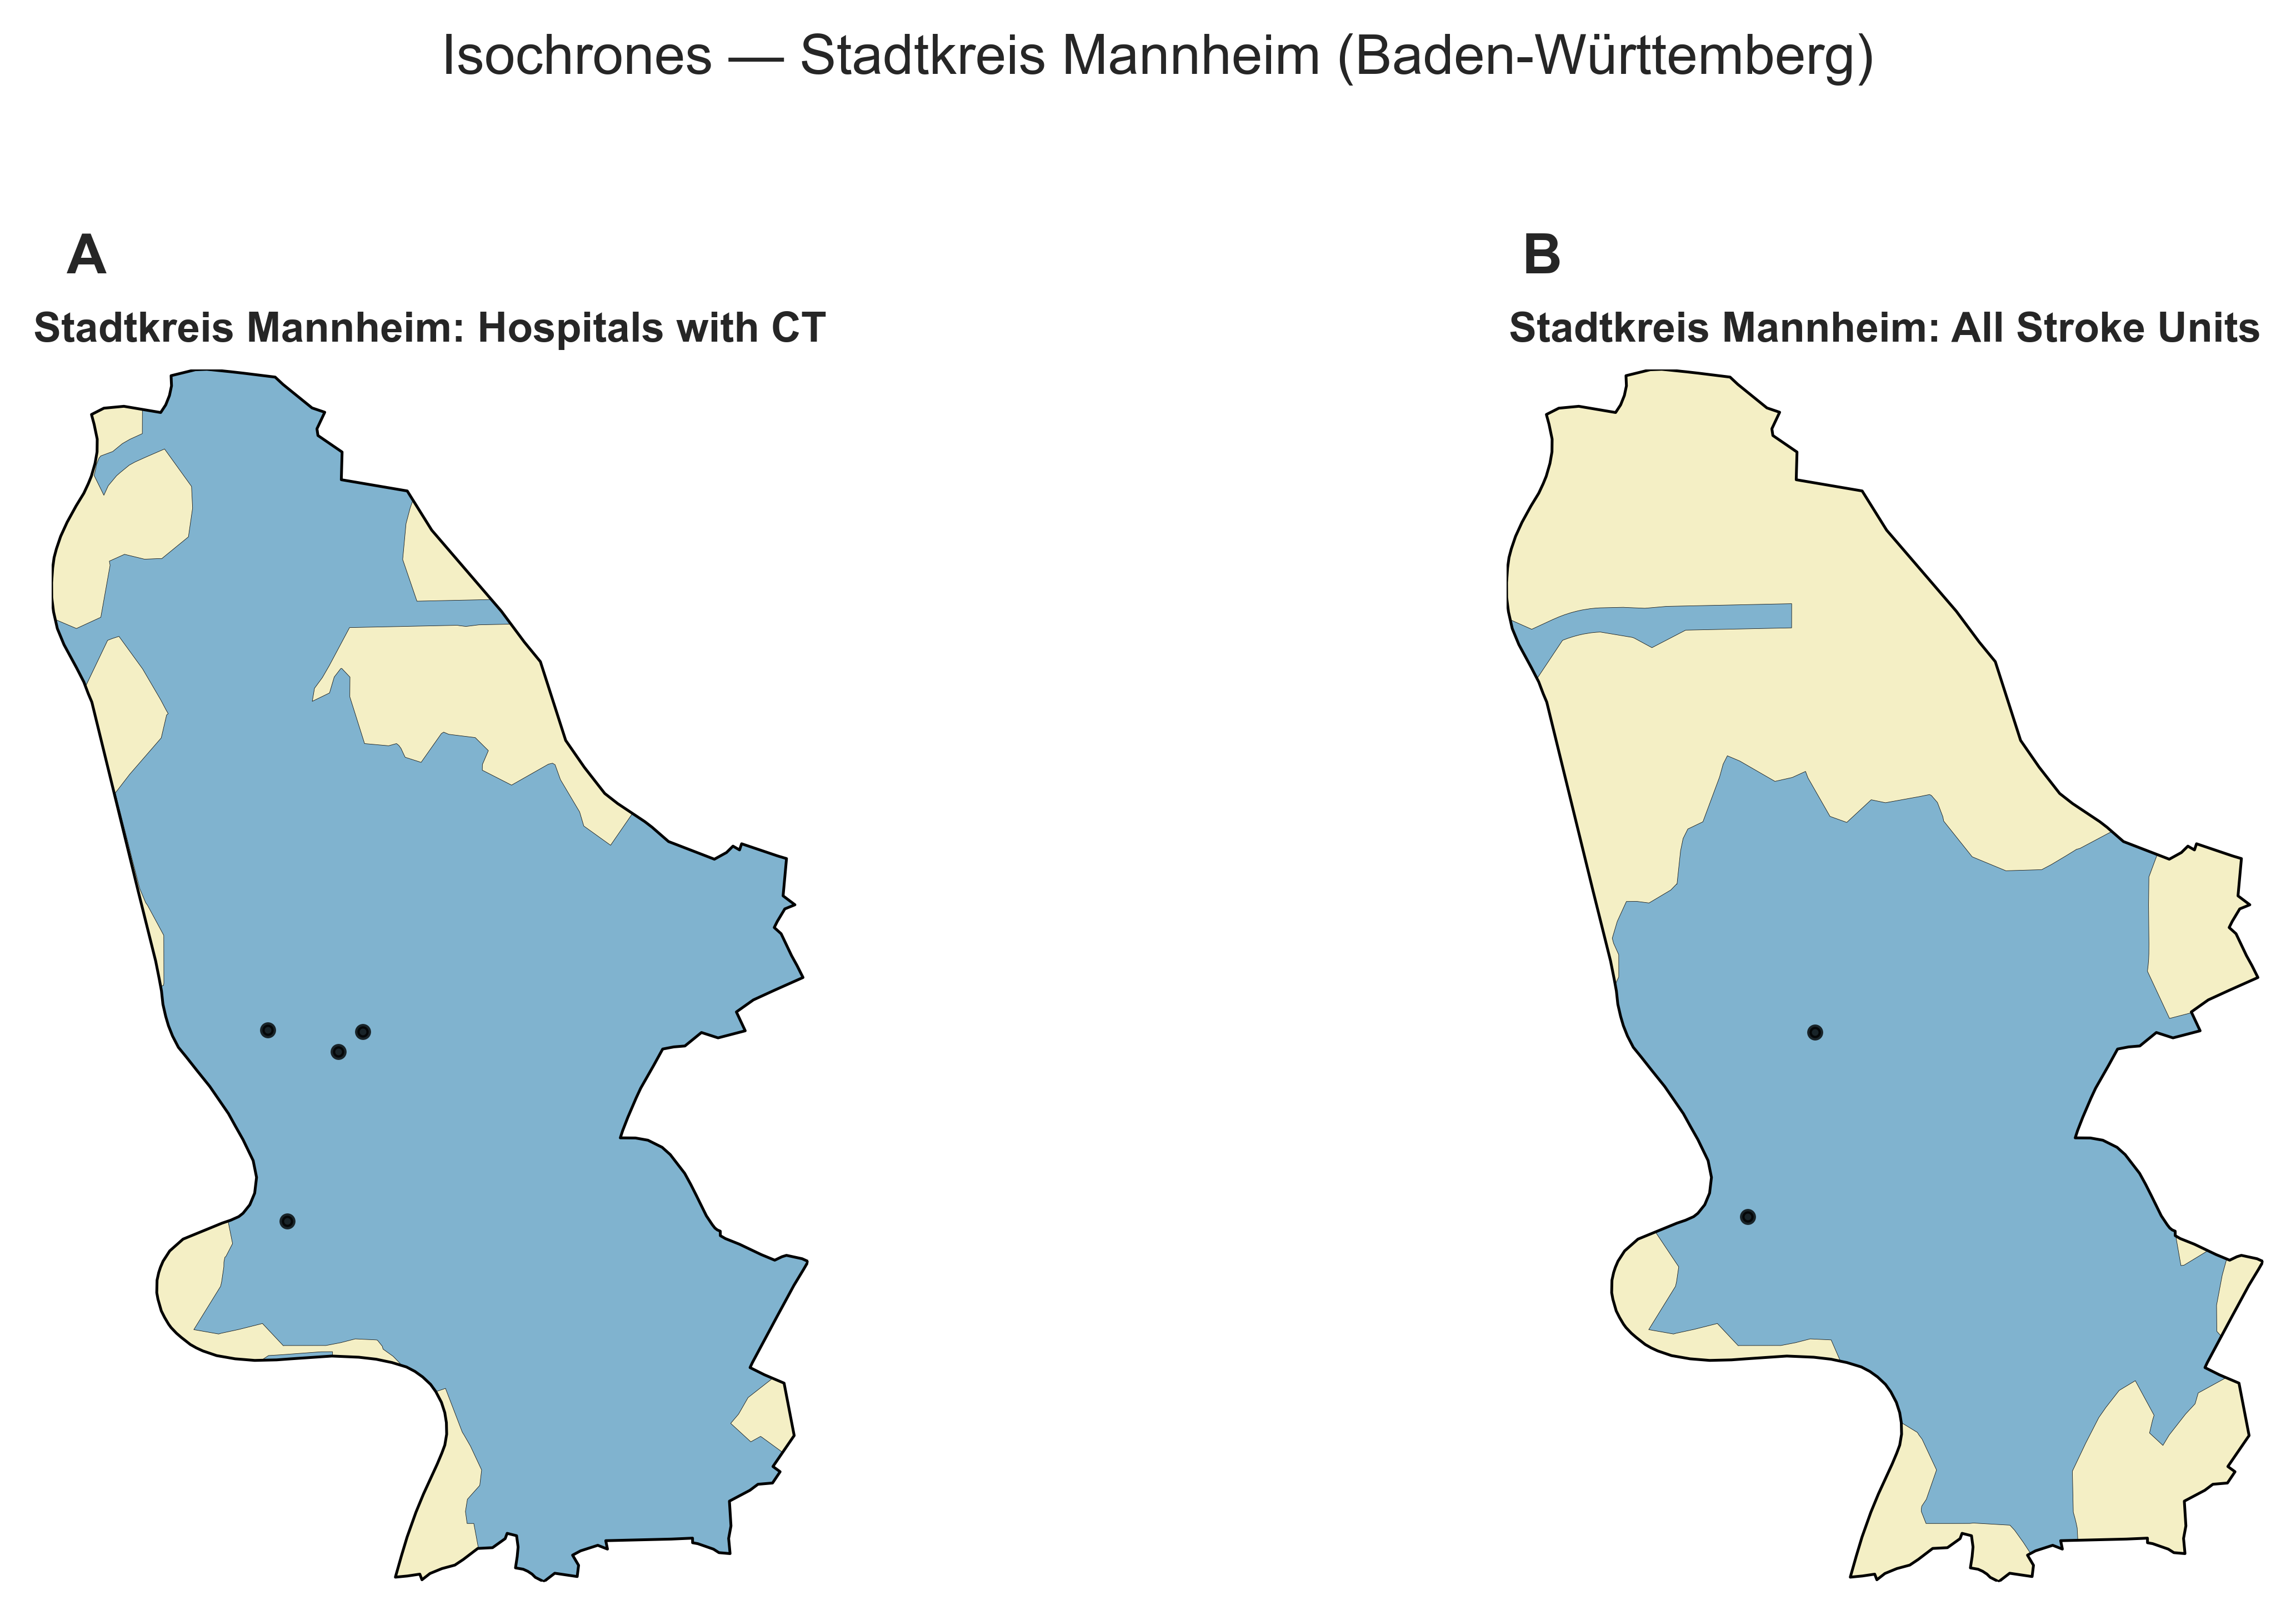 Isochrones — Stadtkreis Mannheim (Baden-Württemberg)
A
Stadtkreis Mannheim: Hospitals with CT
B
Stadtkreis Mannheim: All Stroke Units